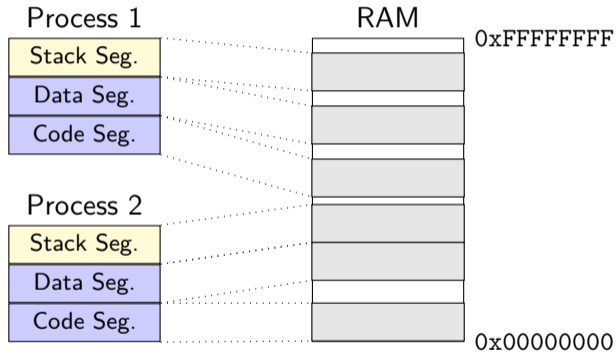 Process 1
Stack Seg.
Data Seg.
Code Seg.
Process 2
Stack Seg.
Data Seg.
Code Seg.
RAM
0xFFFFFFFF
0x00000000